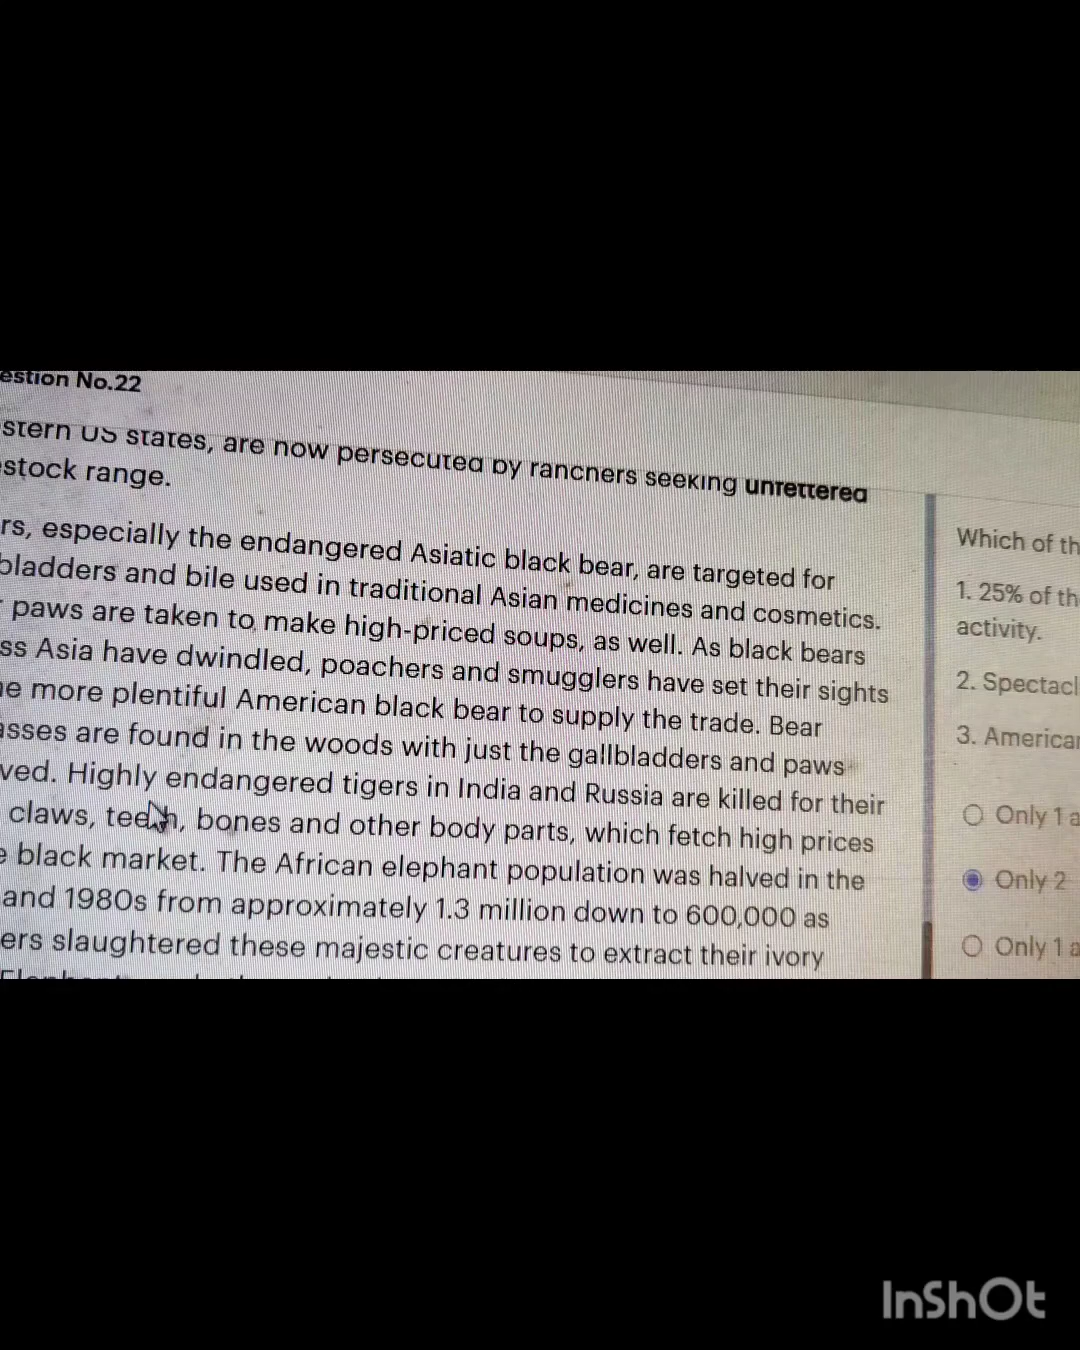 estion No.22
stern US states, are now persecuted by ranchers seeking unfettered
estock range.
rs, especially the endangered Asiatic black bear, are targeted for
bladders and bile used in traditional Asian medicines and cosmetics.
r paws are taken to make high-priced soups, as well. As black bears
ss Asia have dwindled, poachers and smugglers have set their sights
he more plentiful American black bear to supply the trade. Bear
asses are found in the woods with just the gallbladders and paws
ved. Highly endangered tigers in India and Russia are killed for their
claws, teeth, bones and other body parts, which fetch high prices
e black market. The African elephant population was halved in the
and 1980s from approximately 1.3 million down to 600,000 as
ers slaughtered these majestic creatures to extract their ivory
Which of th
1. 25% of the
activity.
2. Spectacl
3. American
Only 1 a
Only 2
Only 1 a
InShOt